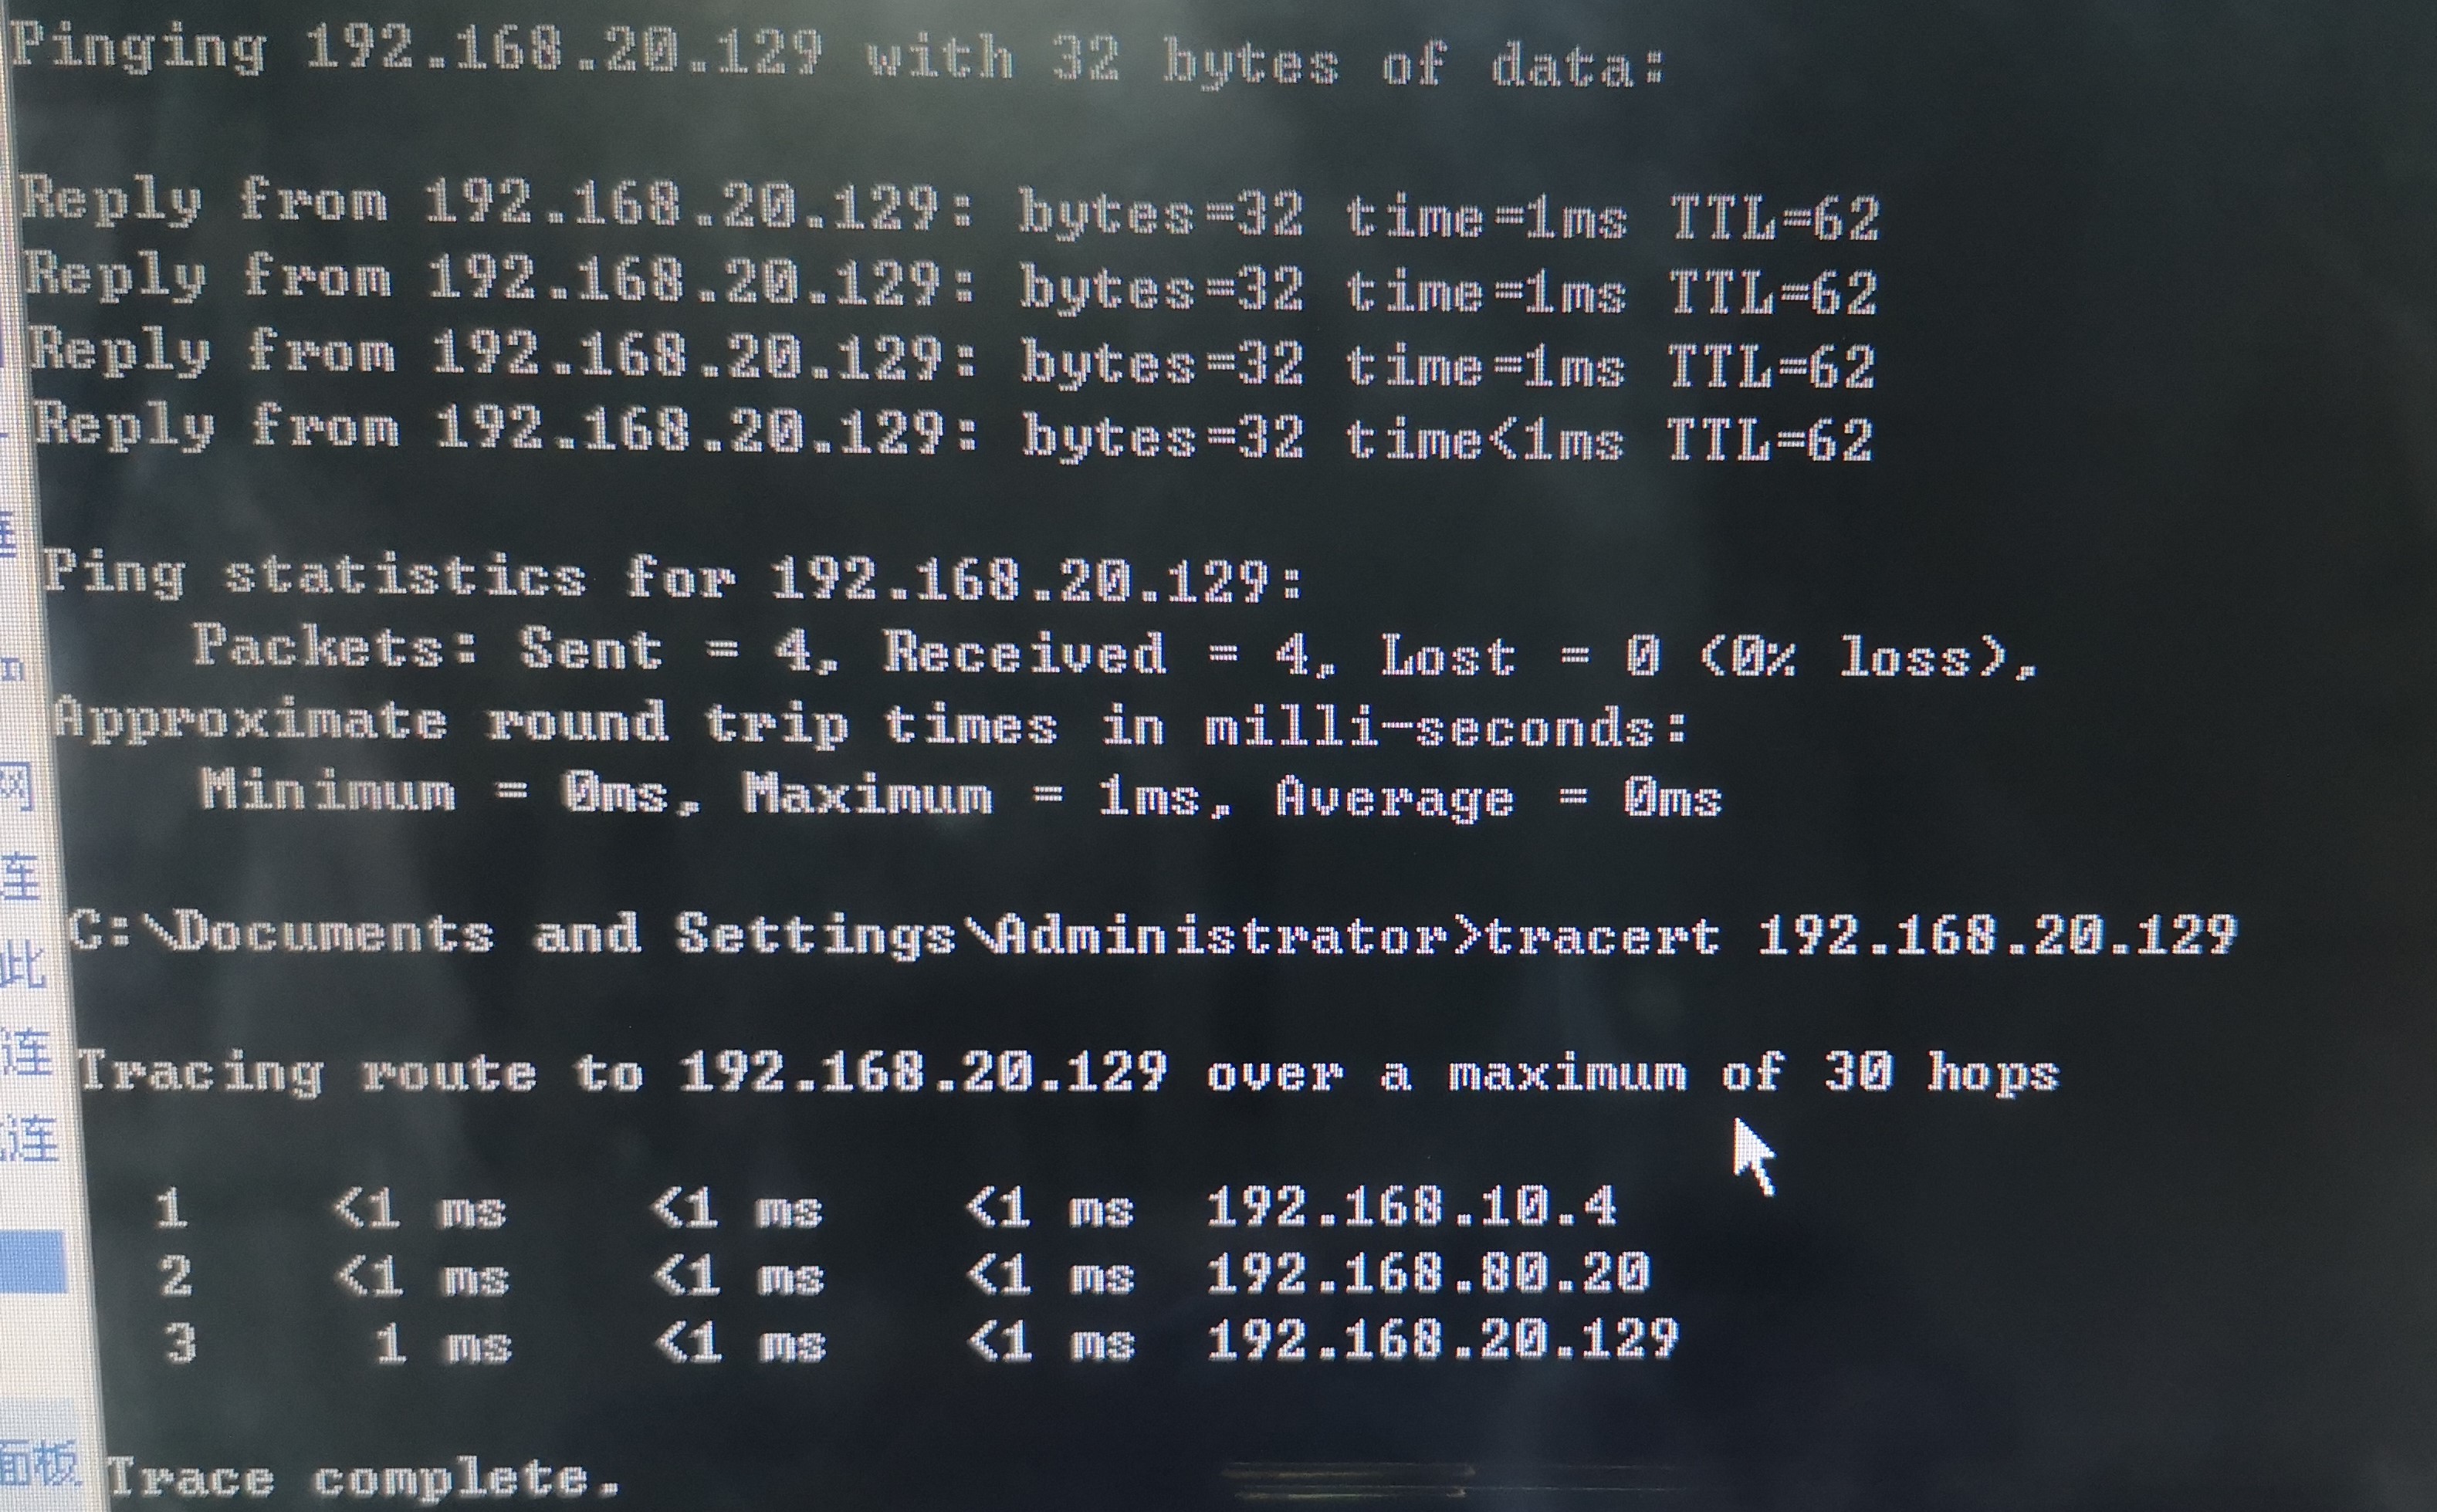 Pinging 192.168.20.129 with 32 bytes of data:
Reply from 192.168.20.129: bytes=32 time=1ms TTL=62
Reply from 192.168.20.129: bytes=32 time=1ms TTL=62
Reply from 192.168.20.129: bytes=32 time=1ms TTL=62
Reply from 192.168.20.129: bytes=32 time<1ms TTL=62
Ping statistics for 192.168.20.129:
Packets: Sent = 4, Received = 4, Lost = 0 (0% loss),
Approximate round trip times in milli-seconds:
Minimum = 0ms, Maximum = 1ms, Average = 0ms
C:\Documents and Settings\Administrator>tracert 192.168.20.129
Tracing route to 192.168.20.129 over a maximum of 30 hops
1 <1 ms <1 ms <1 ms 192.168.10.4
2 <1 ms <1 ms <1 ms 192.168.80.20
3 1 ms <1 ms <1 ms 192.168.20.129
Trace complete.
网
连
此
连
连
面板